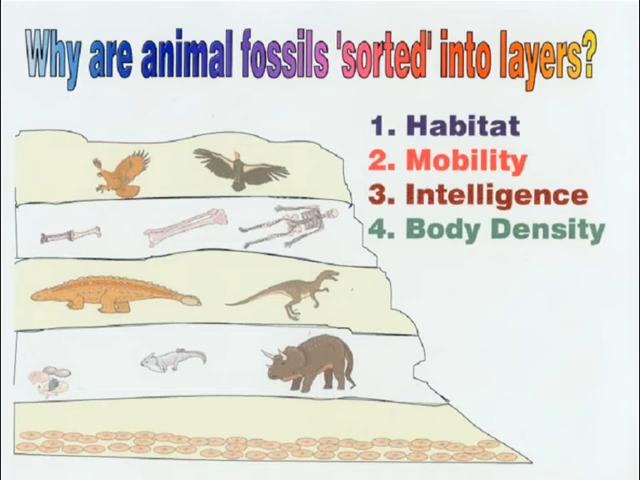 Why are animal fossils 'sorted' into layers?
1. Habitat
2. Mobility
3. Intelligence
4. Body Density